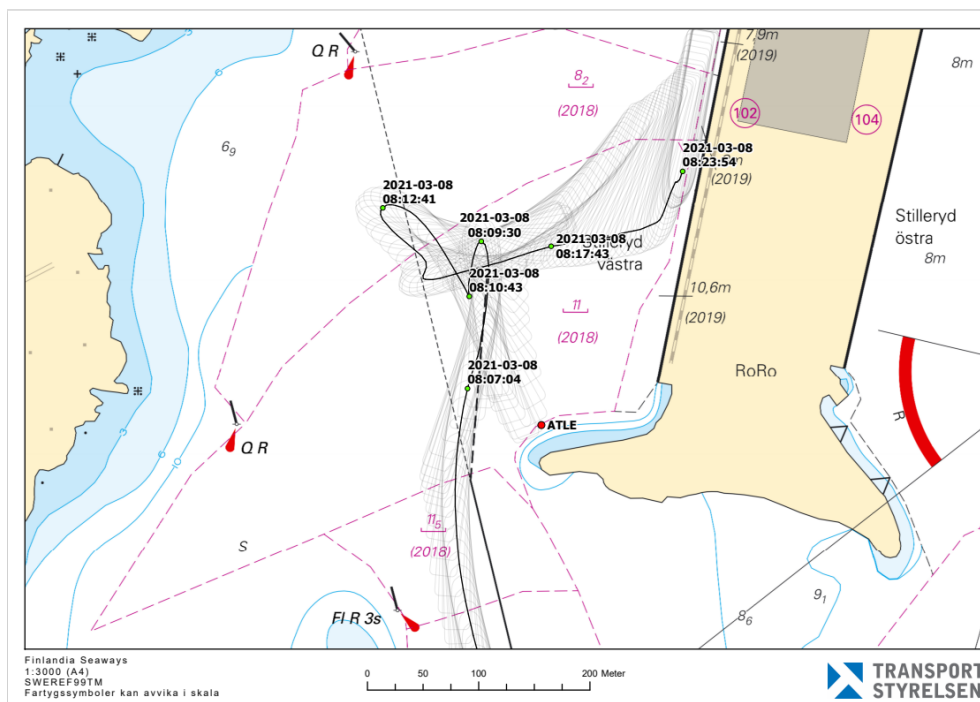 Q R
7,9m
(2019)
8m
8₂
(2018)
102
104
6₉
2021-03-08
08:23:54
(2019)
2021-03-08
08:12:41
2021-03-08
08:09:30
Stilleryd
östra
8m
2021-03-08
08:17:43
västra
2021-03-08
08:10:43
10,6m
(2019)
11
(2018)
RoRo
2021-03-08
08:07:04
R
ATLE
Q R
3
10
11₅
(2018)
S
Fl R 3s
9₁
8₆
Finlandia Seaways
1:3000 (A4)
SWEREF99TM
Fartygssymboler kan avvika i skala
0 50 100 200 Meter
TRANSPORT
STYRELSEN